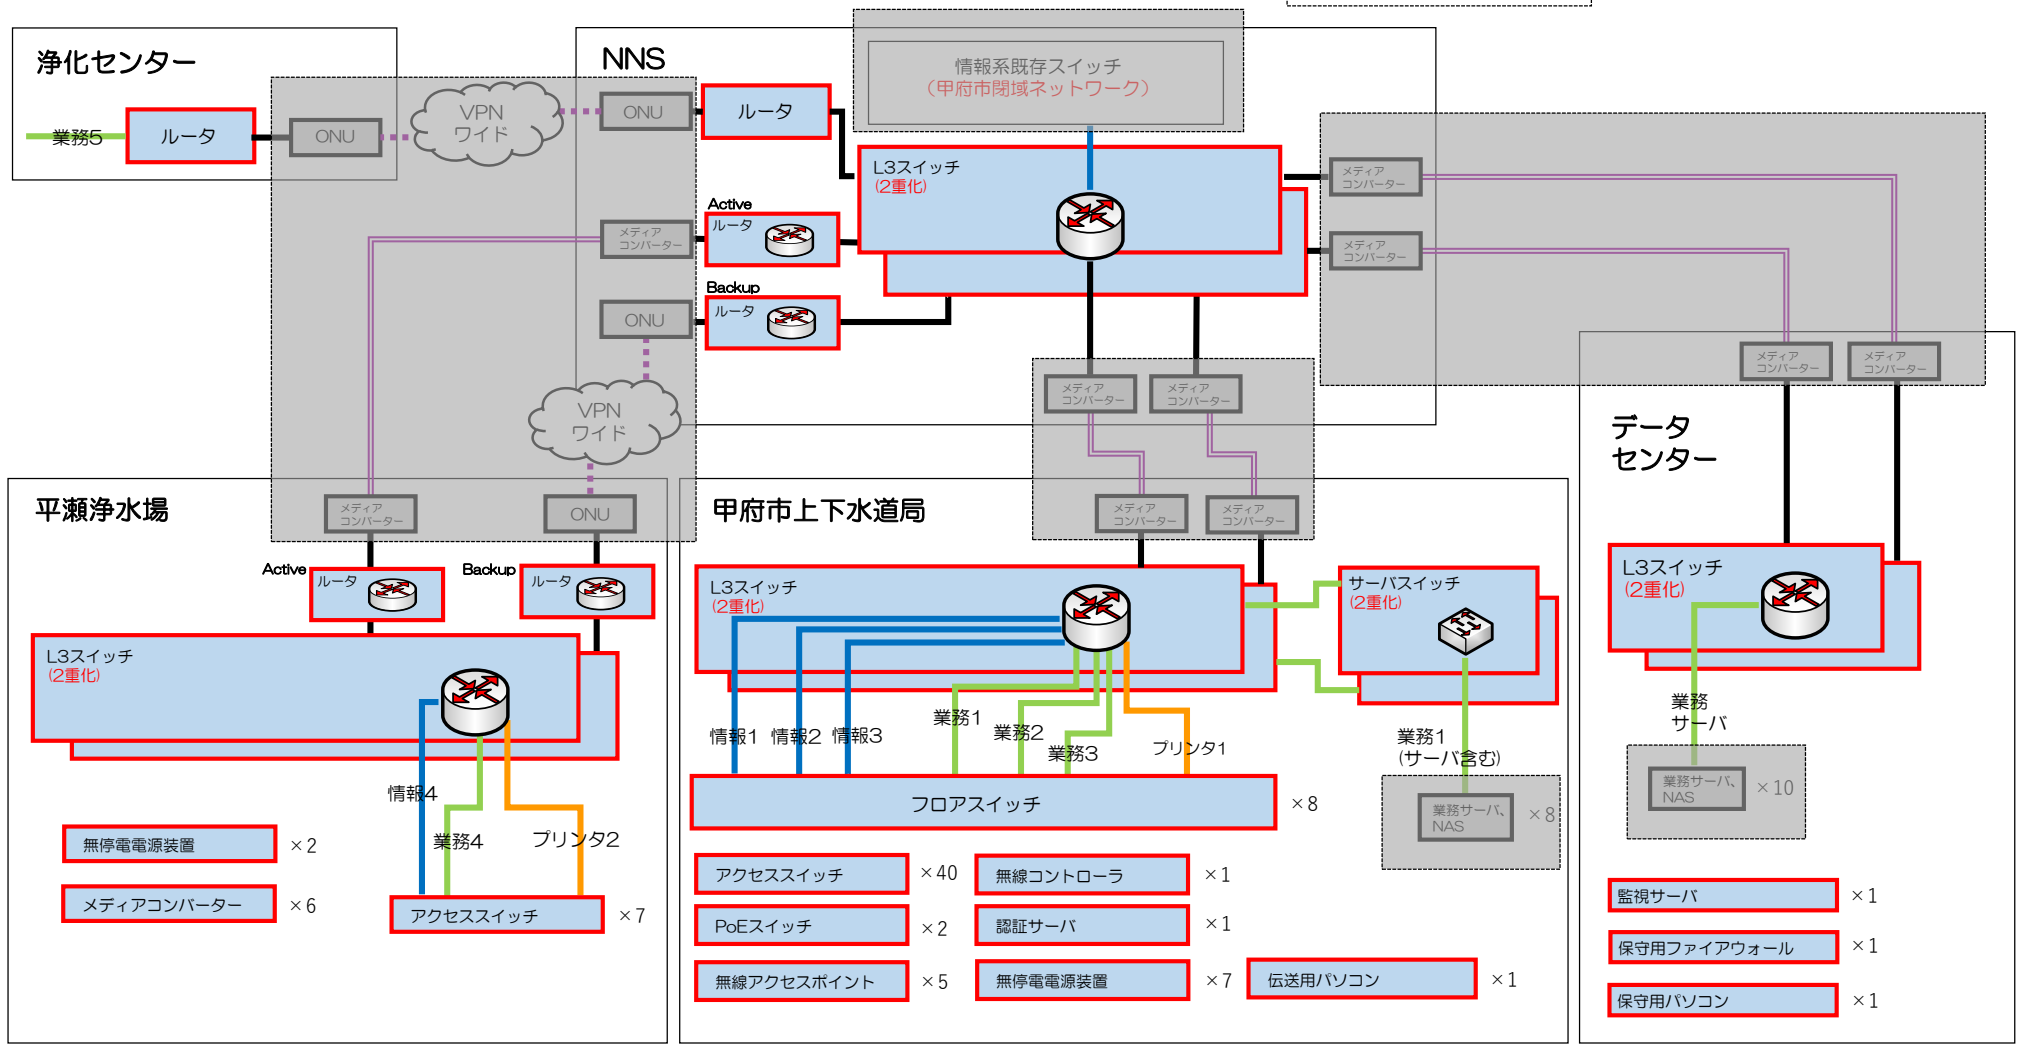 浄化センター
業務5
ルータ
ONU
VPN
ワイド
NNS
ONU
ルータ
情報系既存スイッチ
(甲府市閉域ネットワーク)
L3スイッチ
(2重化)
メディア
コンバーター
Active
ルータ
メディア
コンバーター
メディア
コンバーター
Backup
ルータ
ONU
VPN
ワイド
メディア
コンバーター
メディア
コンバーター
メディア
コンバーター
メディア
コンバーター
データ
センター
平瀬浄水場
メディア
コンバーター
ONU
Active
ルータ
Backup
ルータ
L3スイッチ
(2重化)
情報4
業務4
プリンタ2
無停電電源装置
×2
メディアコンバーター
×6
アクセススイッチ
×7
甲府市上下水道局
メディア
コンバーター
メディア
コンバーター
L3スイッチ
(2重化)
サーバスイッチ
(2重化)
情報1
情報2
情報3
業務1
業務2
業務3
プリンタ1
業務1
(サーバ含む)
フロアスイッチ
×8
業務サーバ、
NAS
×8
アクセススイッチ
×40
無線コントローラ
×1
PoEスイッチ
×2
認証サーバ
×1
無線アクセスポイント
×5
無停電電源装置
×7
伝送用パソコン
×1
L3スイッチ
(2重化)
業務
サーバ
業務サーバ、
NAS
×10
監視サーバ
×1
保守用ファイアウォール
×1
保守用パソコン
×1